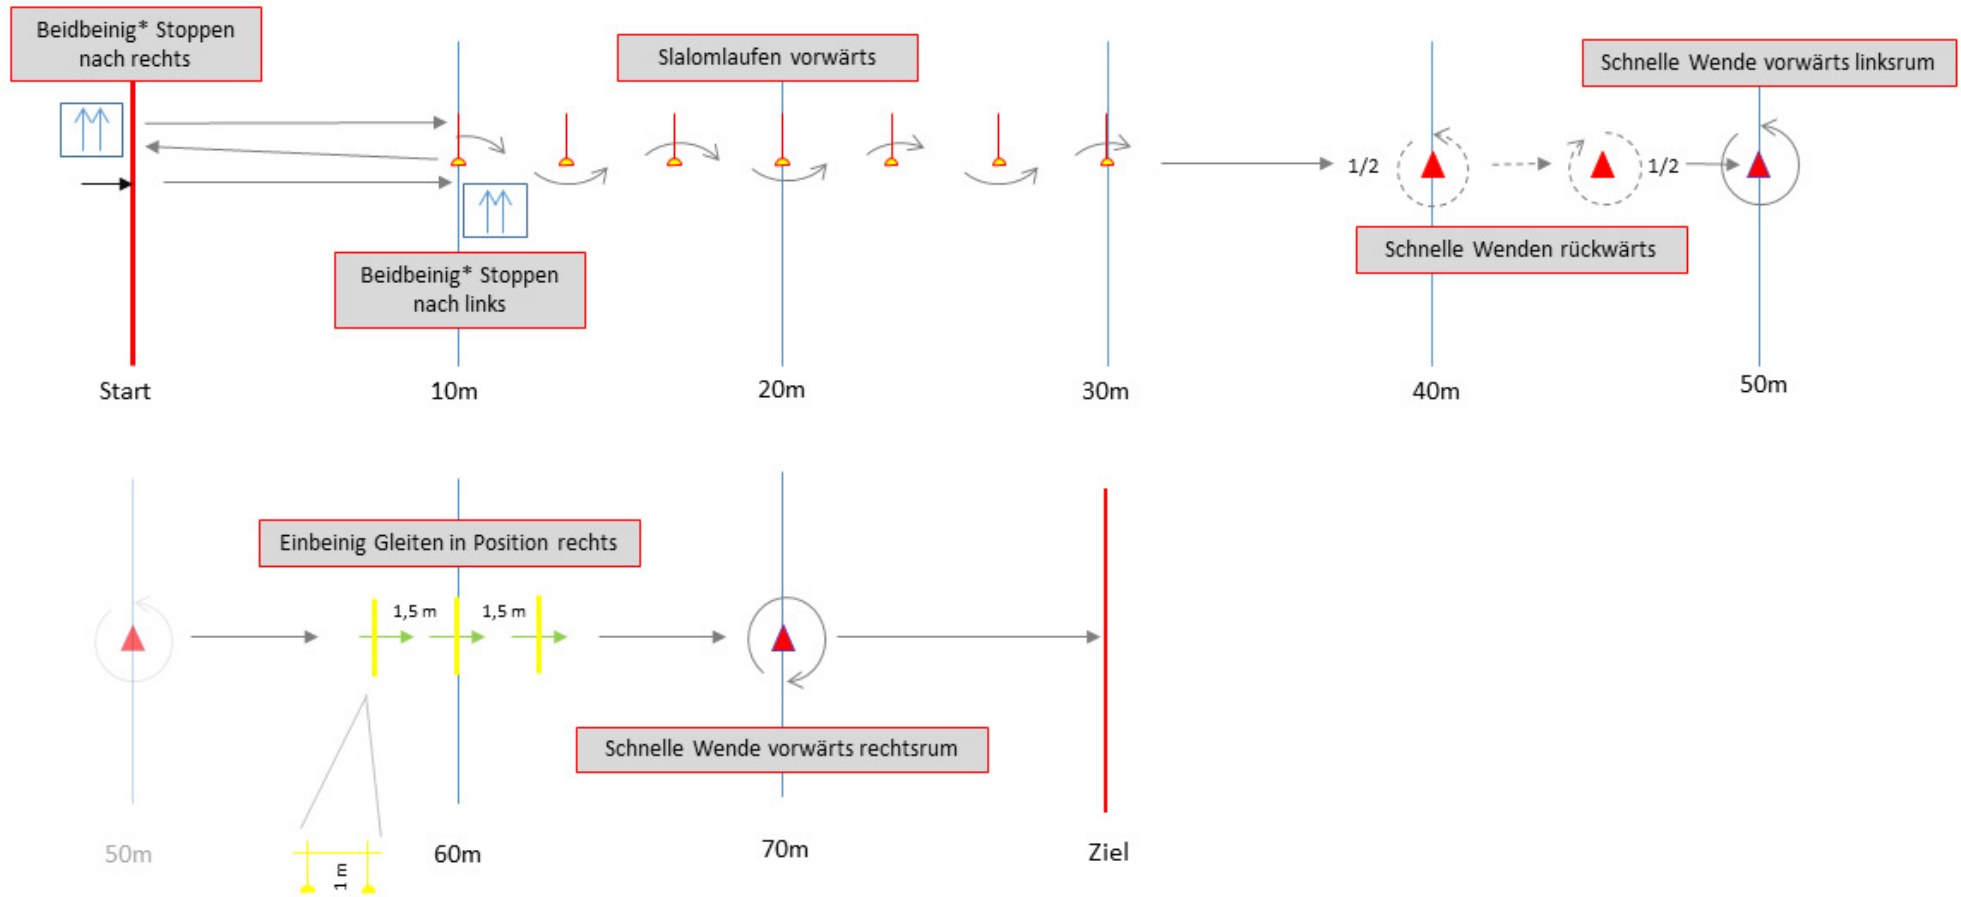 Beidbeinig* Stoppen
nach rechts
Slalomlaufen vorwärts
Schnelle Wende vorwärts linksrum
1/2
1/2
Schnelle Wenden rückwärts
Beidbeinig* Stoppen
nach links
Start
10m
20m
30m
40m
50m
Einbeinig Gleiten in Position rechts
1,5 m
1,5 m
Schnelle Wende vorwärts rechtsrum
50m
1 m
60m
70m
Ziel